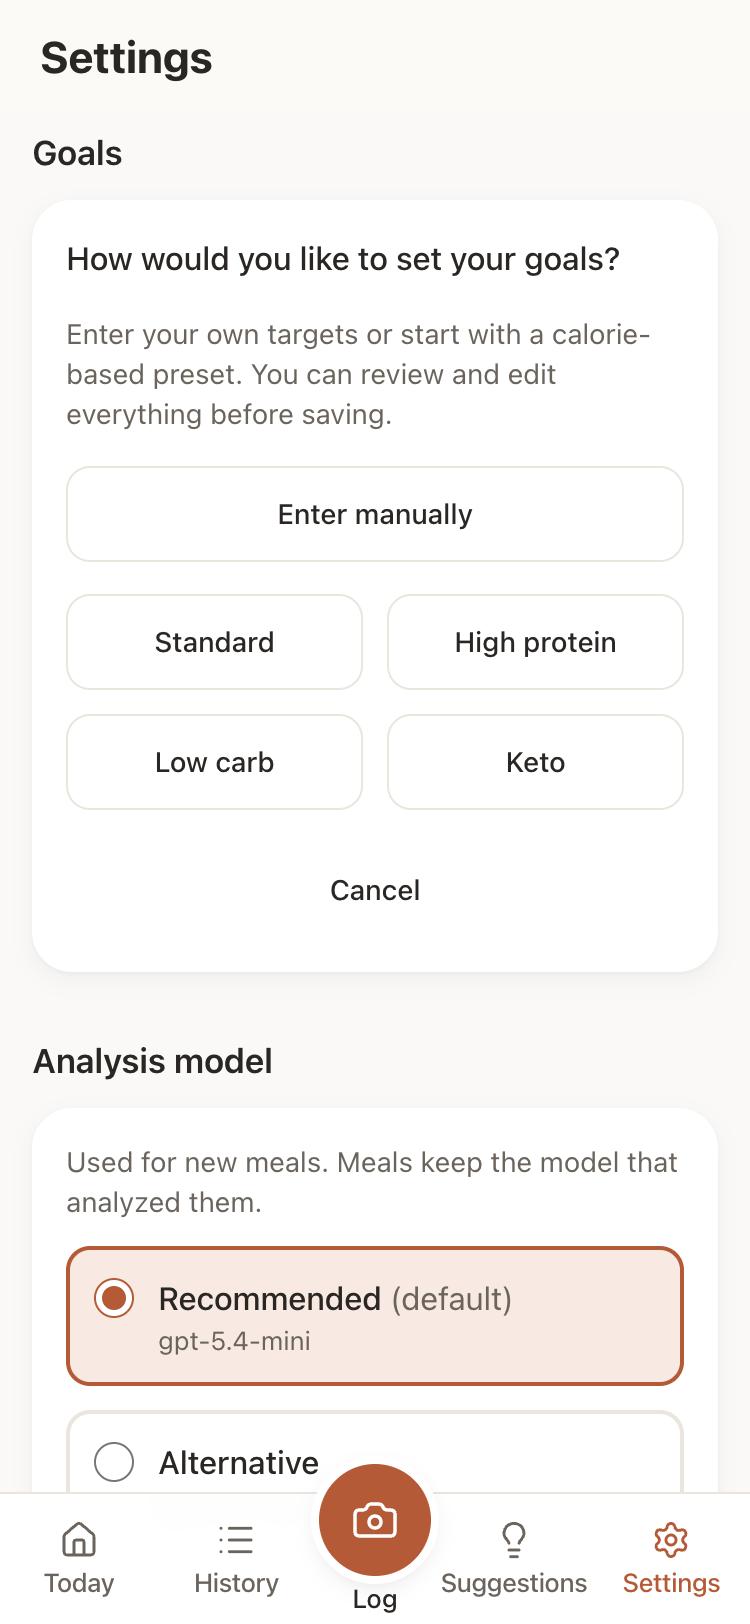 Settings
Goals
How would you like to set your goals?
Enter your own targets or start with a calorie-
based preset. You can review and edit
everything before saving.
Enter manually
Standard
High protein
Low carb
Keto
Cancel
Analysis model
Used for new meals. Meals keep the model that
analyzed them.
Recommended (default)
gpt-5.4-mini
Alternative
Today
History
Log
Suggestions
Settings